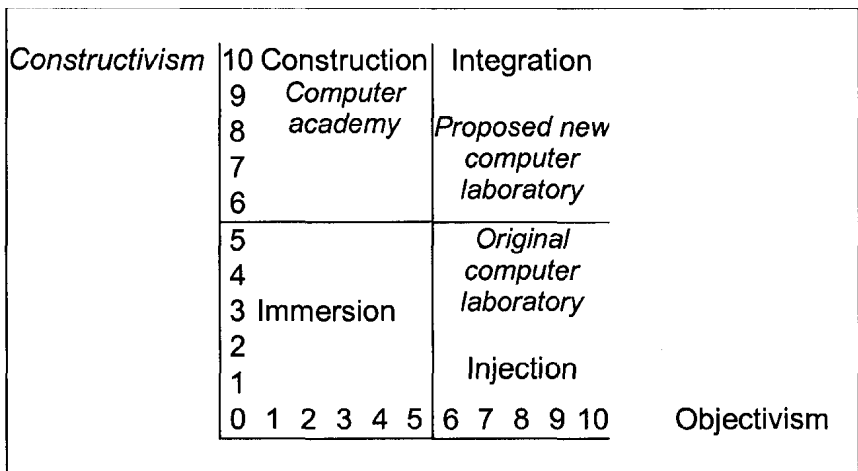 Constructivism 10 Construction Integration
9 Computer
8 academy Proposed new
7 computer
6 laboratory
5 Original
4 computer
3 Immersion laboratory
2
1 Injection
0 1 2 3 4 5 6 7 8 9 10 Objectivism